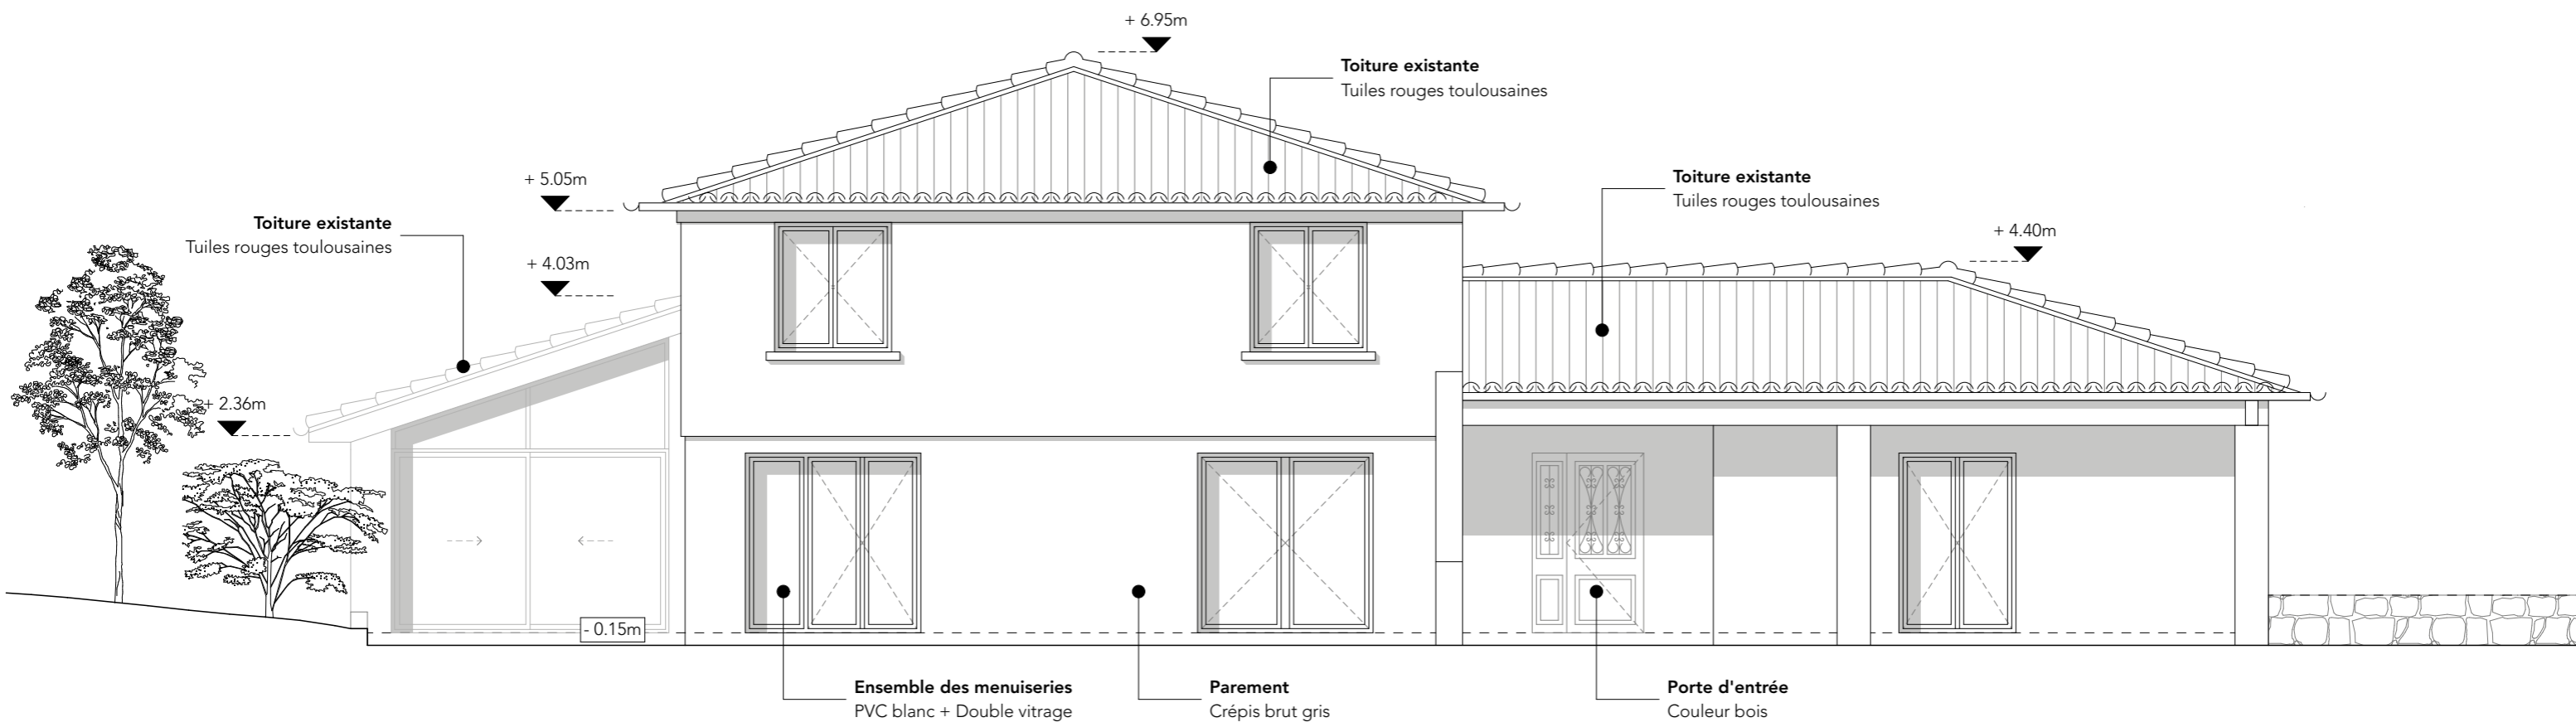 + 6.95m
Toiture existante
Tuiles rouges toulousaines
+ 5.05m
Toiture existante
Tuiles rouges toulousaines
Toiture existante
Tuiles rouges toulousaines
+ 4.40m
+ 4.03m
+ 2.36m
- 0.15m
Ensemble des menuiseries
PVC blanc + Double vitrage
Parement
Crépis brut gris
Porte d'entrée
Couleur bois